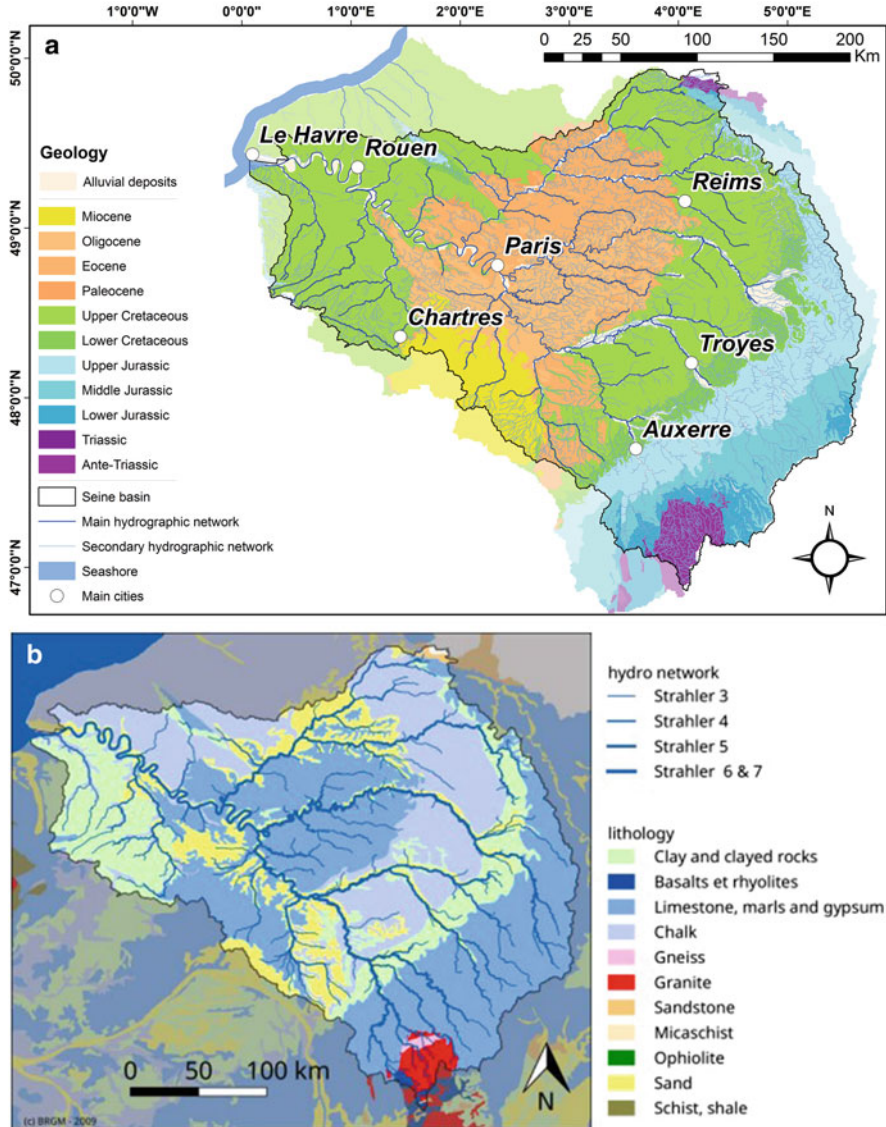 1°0'0"W 0°0'0" 1°0'0"E 2°0'0"E 3°0'0"E 4°0'0"E 5°0'0"E
a
0 25 50 100 150 200
Km
50°0'0"N
49°0'0"N
48°0'0"N
47°0'0"N
Le Havre
Rouen
Reims
Paris
Chartres
Troyes
Auxerre
Geology
Alluvial deposits
Miocene
Oligocene
Eocene
Paleocene
Upper Cretaceous
Lower Cretaceous
Upper Jurassic
Middle Jurassic
Lower Jurassic
Triassic
Ante-Triassic
Seine basin
Main hydrographic network
Secondary hydrographic network
Seashore
Main cities
N
b
0 50 100 km
N
(c) BRGM - 2009
hydro network
Strahler 3
Strahler 4
Strahler 5
Strahler 6 & 7
lithology
Clay and clayed rocks
Basalts et rhyolites
Limestone, marls and gypsum
Chalk
Gneiss
Granite
Sandstone
Micaschist
Ophiolite
Sand
Schist, shale